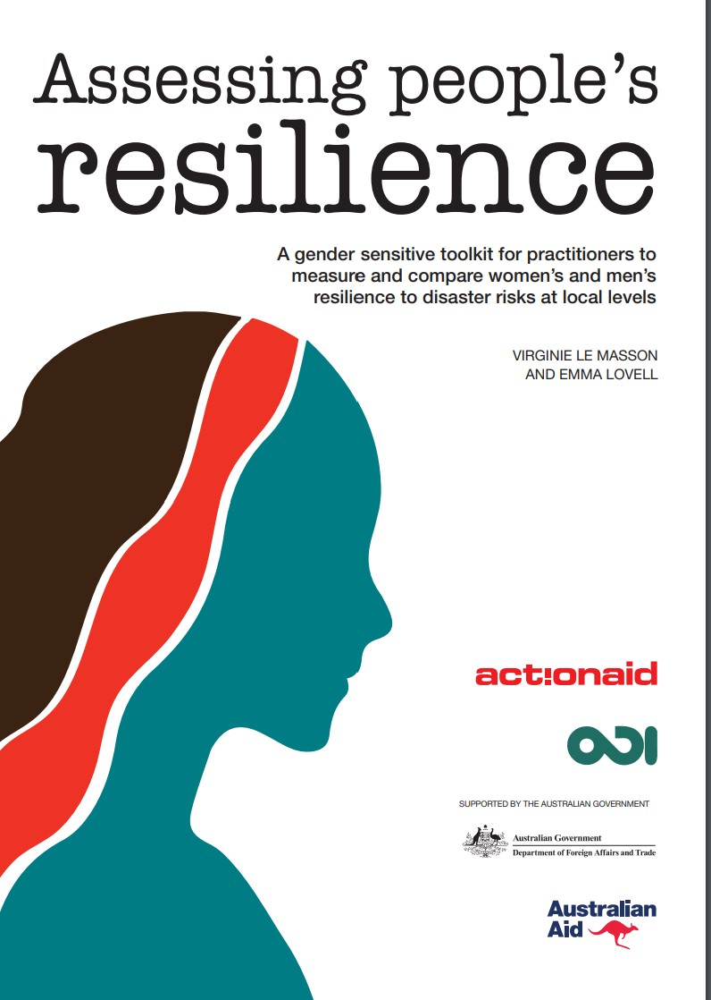 Assessing people’s
resilience
A gender sensitive toolkit for practitioners to
measure and compare women’s and men’s
resilience to disaster risks at local levels
VIRGINIE LE MASSON
AND EMMA LOVELL
act!onaid
ODI
SUPPORTED BY THE AUSTRALIAN GOVERNMENT
Australian Government
Department of Foreign Affairs and Trade
Australian
Aid